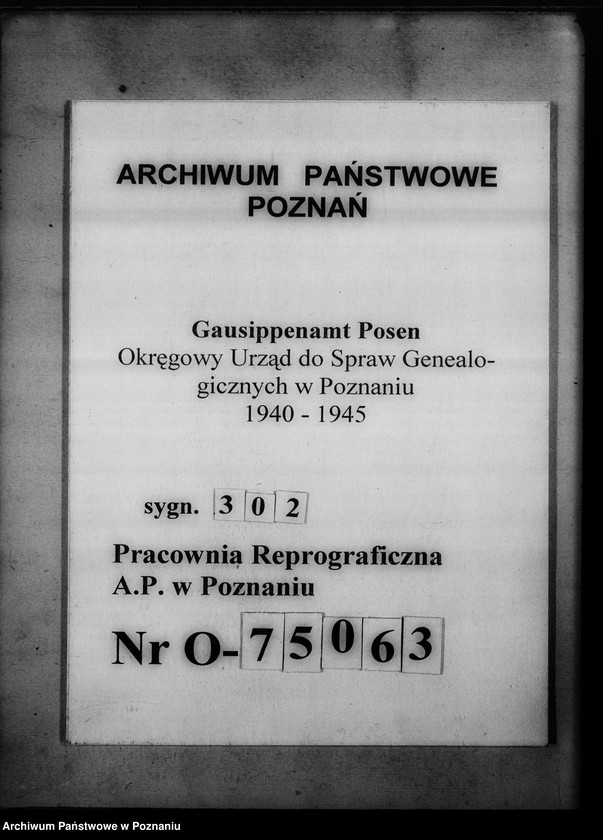 ARCHIWUM PAŃSTWOWE
POZNAŃ
Gausippenamt Posen
Okręgowy Urząd do Spraw Genealo-
gicznych w Poznaniu
1940 - 1945
sygn. 302
Pracownia Reprograficzna
A.P. w Poznaniu
Nr O-75063
Archiwum Państwowe w Poznaniu